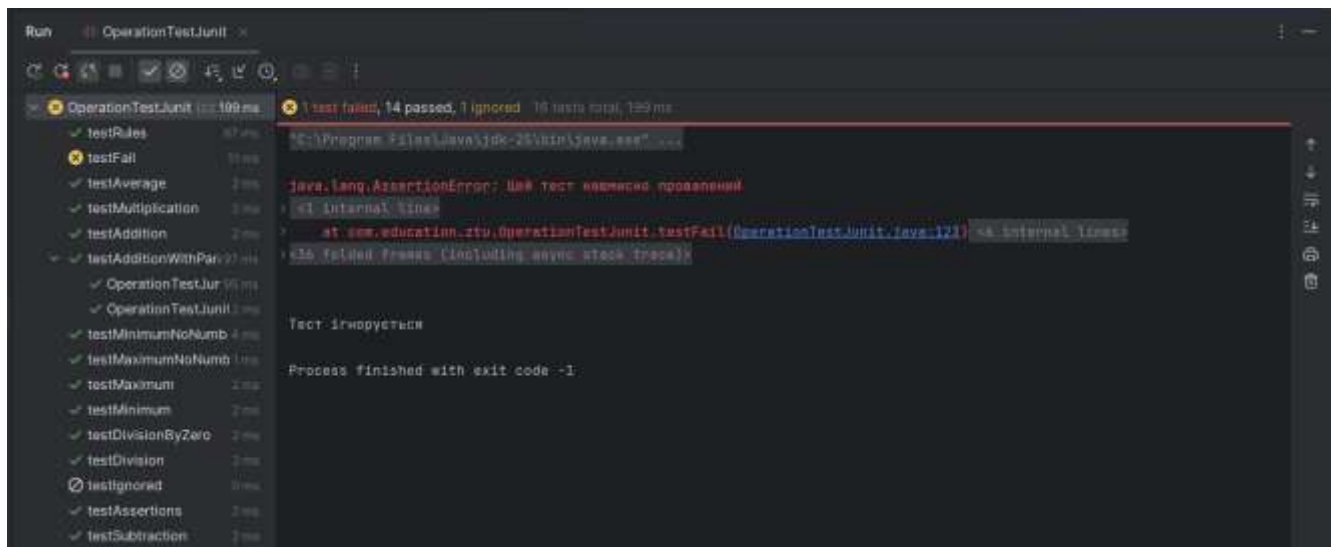 Run OperationTestJunit
OperationTestJunit 199 ms
1 test failed, 14 passed, 1 ignored 16 tests total, 199 ms
testRules
testFail
testAverage
testMultiplication
testAddition
testAdditionWithPar
OperationTestJur
OperationTestJunit
testMinimumNoNumb
testMaximumNoNumb
testMaximum
testMinimum
testDivisionByZero
testDivision
testIgnored
testAssertions
testSubtraction
"C:\Program Files\Java\jdk-25\bin\java.exe" ...
java.lang.AssertionError: Цей тест навмисно провалений
<1 internal line>
at com.education.ztu.OperationTestJunit.testFail(OperationTestJunit.java:123) <4 internal lines>
<36 folded frames (including async stack trace)>
Тест ігнорується
Process finished with exit code -1